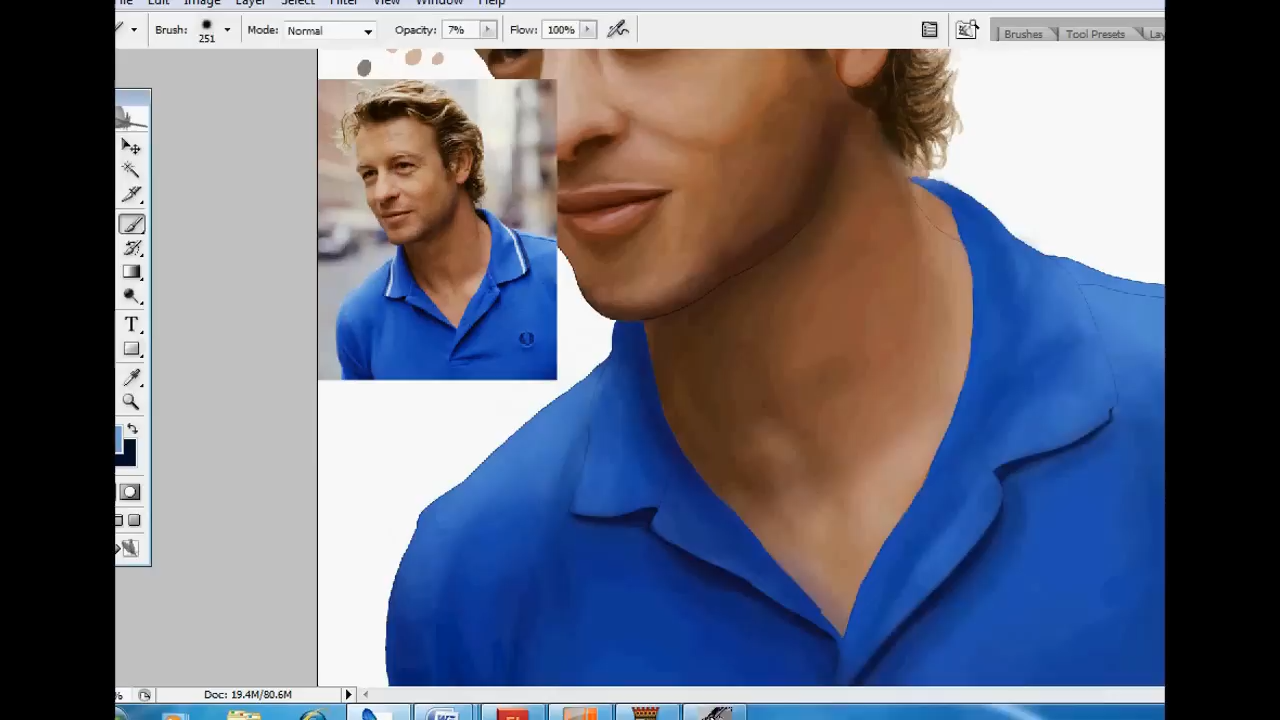 Edit Image Layer Select Filter View Window Help
Brush: 251 Mode: Normal Opacity: 7% Flow: 100% Brushes Tool Presets
T
Doc: 19.4M/80.6M